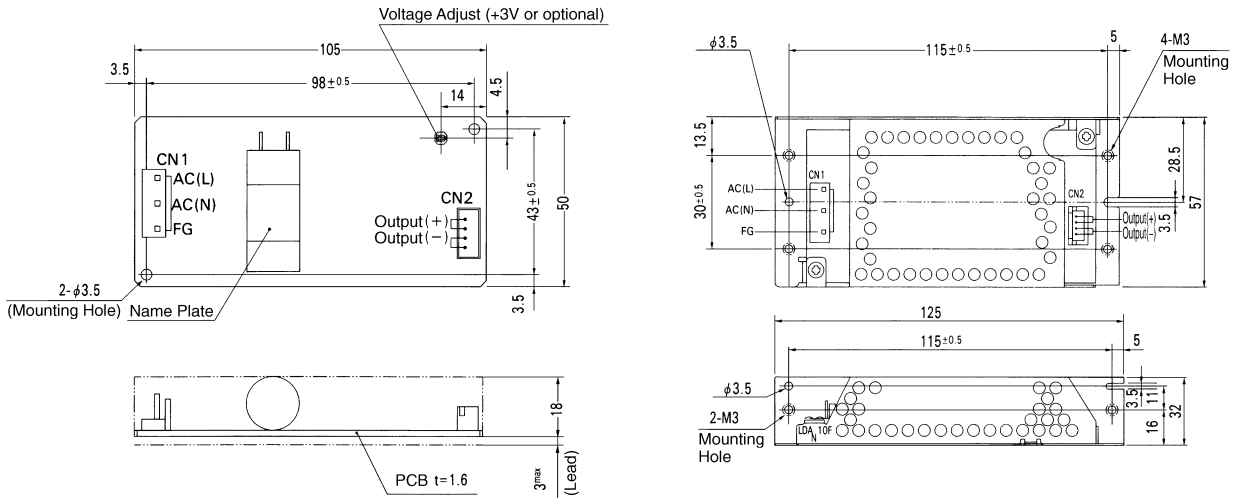 Voltage Adjust (+3V or optional)
105
3.5
98±0.5
14
4.5
CN1
AC(L)
AC(N)
FG
CN2
Output(+)
Output(−)
43±0.5
50
3.5
2-φ3.5
(Mounting Hole)
Name Plate
18
PCB t=1.6
3max
(Lead)
φ3.5
115±0.5
5
4-M3
Mounting
Hole
13.5
30±0.5
CN1
AC(L)
AC(N)
FG
CN2
Output(+)
Output(−)
28.5
3.5
57
125
115±0.5
5
φ3.5
2-M3
Mounting
Hole
LDA 10F
N
3.5
11
16
32